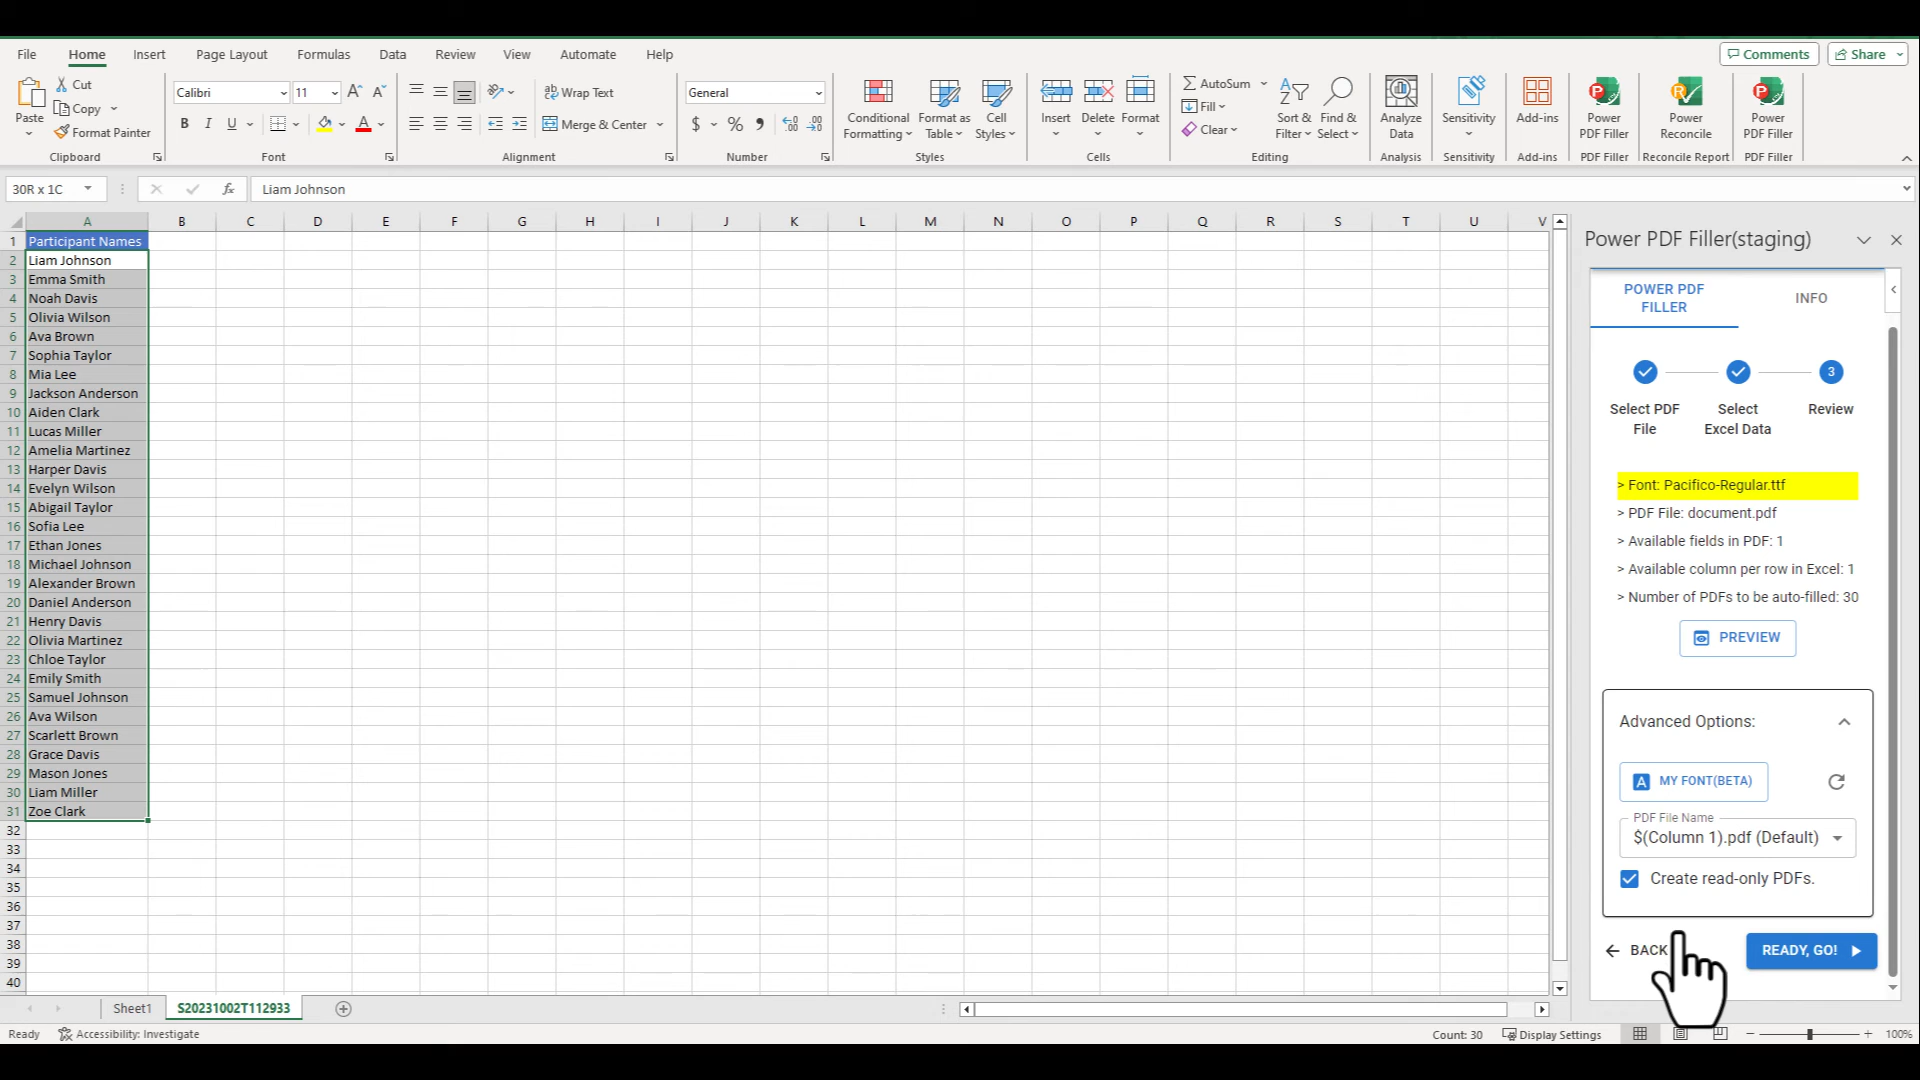 File Home Insert Page Layout Formulas Data Review View Automate Help Comments Share
Paste
Cut
Copy
Format Painter
Clipboard
Calibri 11
B I U
Font
Wrap Text
Merge & Center
Alignment
General
$ % ,
Number
Conditional Formatting
Format as Table
Cell Styles
Styles
Insert Delete Format
Cells
AutoSum
Fill
Clear
Sort & Filter
Find & Select
Editing
Analyze Data
Analysis
Sensitivity
Sensitivity
Add-ins
Add-ins
Power PDF Filler
PDF Filler
Power Reconcile
Reconcile Report
Power PDF Filler
PDF Filler
30R x 1C fx Liam Johnson
A B C D E F G H I J K L M N O P Q R S T U V
1 Participant Names
2 Liam Johnson
3 Emma Smith
4 Noah Davis
5 Olivia Wilson
6 Ava Brown
7 Sophia Taylor
8 Mia Lee
9 Jackson Anderson
10 Aiden Clark
11 Lucas Miller
12 Amelia Martinez
13 Harper Davis
14 Evelyn Wilson
15 Abigail Taylor
16 Sofia Lee
17 Ethan Jones
18 Michael Johnson
19 Alexander Brown
20 Daniel Anderson
21 Henry Davis
22 Olivia Martinez
23 Chloe Taylor
24 Emily Smith
25 Samuel Johnson
26 Ava Wilson
27 Scarlett Brown
28 Grace Davis
29 Mason Jones
30 Liam Miller
31 Zoe Clark
32
33
34
35
36
37
38
39
40
Power PDF Filler(staging)
POWER PDF
FILLER
INFO
3
Select PDF
File
Select
Excel Data
Review
> Font: Pacifico-Regular.ttf
> PDF File: document.pdf
> Available fields in PDF: 1
> Available column per row in Excel: 1
> Number of PDFs to be auto-filled: 30
PREVIEW
Advanced Options:
A MY FONT(BETA)
PDF File Name
$(Column 1).pdf (Default)
Create read-only PDFs.
BACK
READY, GO!
Sheet1 S20231002T112933
Ready Accessibility: Investigate Count: 30 Display Settings 100%